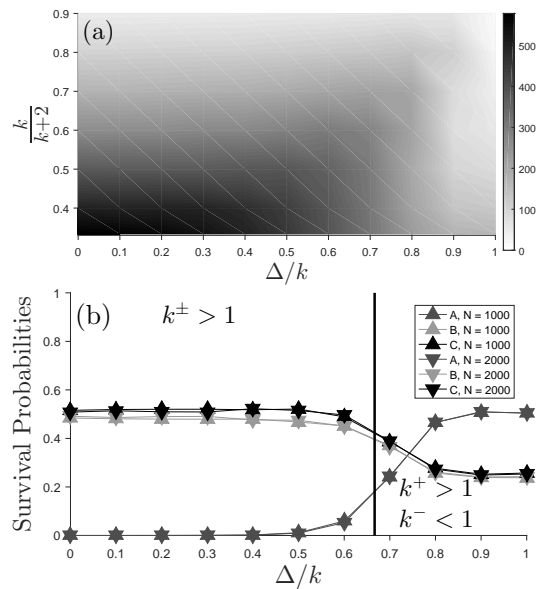 (a)
0.9
0.8
0.7
0.6
0.5
0.4
k/(k+2)
0 0.1 0.2 0.3 0.4 0.5 0.6 0.7 0.8 0.9 1
Δ/k
500
400
300
200
100
0
(b)
k± > 1
Survival Probabilities
1
0.8
0.6
0.4
0.2
0
A, N = 1000
B, N = 1000
C, N = 1000
A, N = 2000
B, N = 2000
C, N = 2000
k+ > 1
k− < 1
0 0.1 0.2 0.3 0.4 0.5 0.6 0.7 0.8 0.9 1
Δ/k